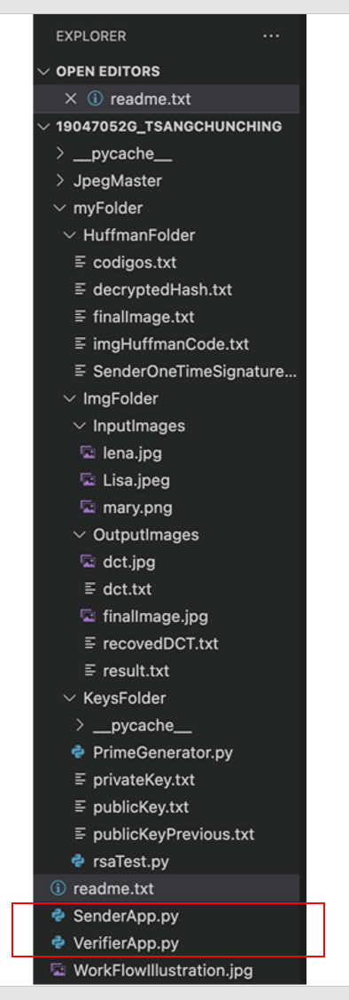 EXPLORER ...
OPEN EDITORS
readme.txt
19047052G_TSANGCHUNCHING
__pycache__
JpegMaster
myFolder
HuffmanFolder
codigos.txt
decryptedHash.txt
finalImage.txt
imgHuffmanCode.txt
SenderOneTimeSignature...
ImgFolder
InputImages
lena.jpg
Lisa.jpeg
mary.png
OutputImages
dct.jpg
dct.txt
finalImage.jpg
recovedDCT.txt
result.txt
KeysFolder
__pycache__
PrimeGenerator.py
privateKey.txt
publicKey.txt
publicKeyPrevious.txt
rsaTest.py
readme.txt
SenderApp.py
VerifierApp.py
WorkFlowIllustration.jpg